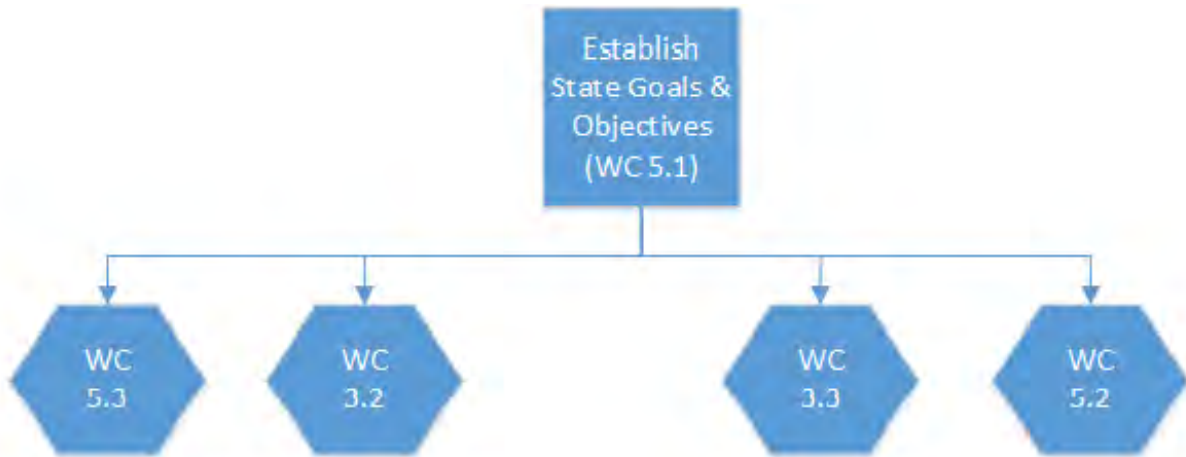 Establish
State Goals &
Objectives
(WC 5.1)
WC
5.3
WC
3.2
WC
3.3
WC
5.2